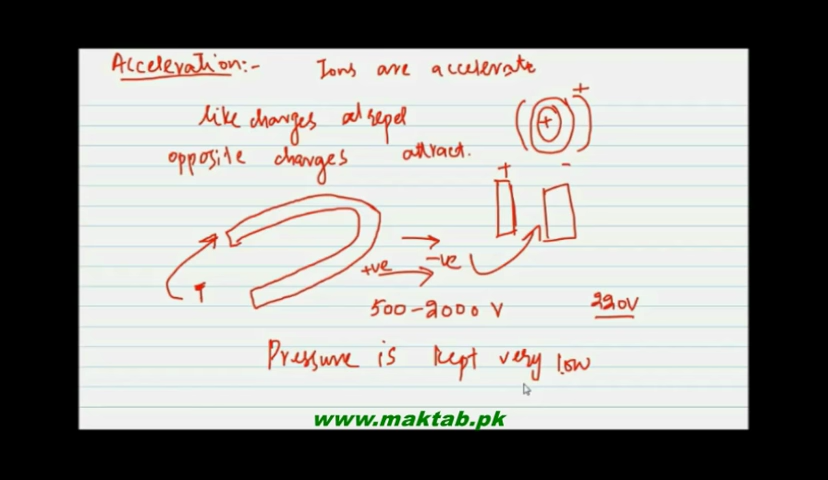 Acceleration:- Ions are accelerate
like charges repel
opposite charges attract.
+
+
+ -
+ve -ve
T
500-2000 V
220V
Pressure is kept very low
www.maktab.pk